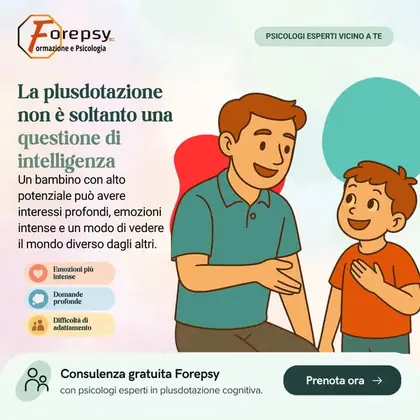 Forepsy
Formazione e Psicologia
PSICOLOGI ESPERTI VICINO A TE
La plusdotazione
non è soltanto una
questione di
intelligenza
Un bambino con alto
potenziale può avere
interessi profondi, emozioni
intense e un modo di vedere
il mondo diverso dagli altri.
Emozioni più
intense
Domande
profonde
Difficoltà di
adattamento
Consulenza gratuita Forepsy
con psicologi esperti in plusdotazione cognitiva.
Prenota ora →